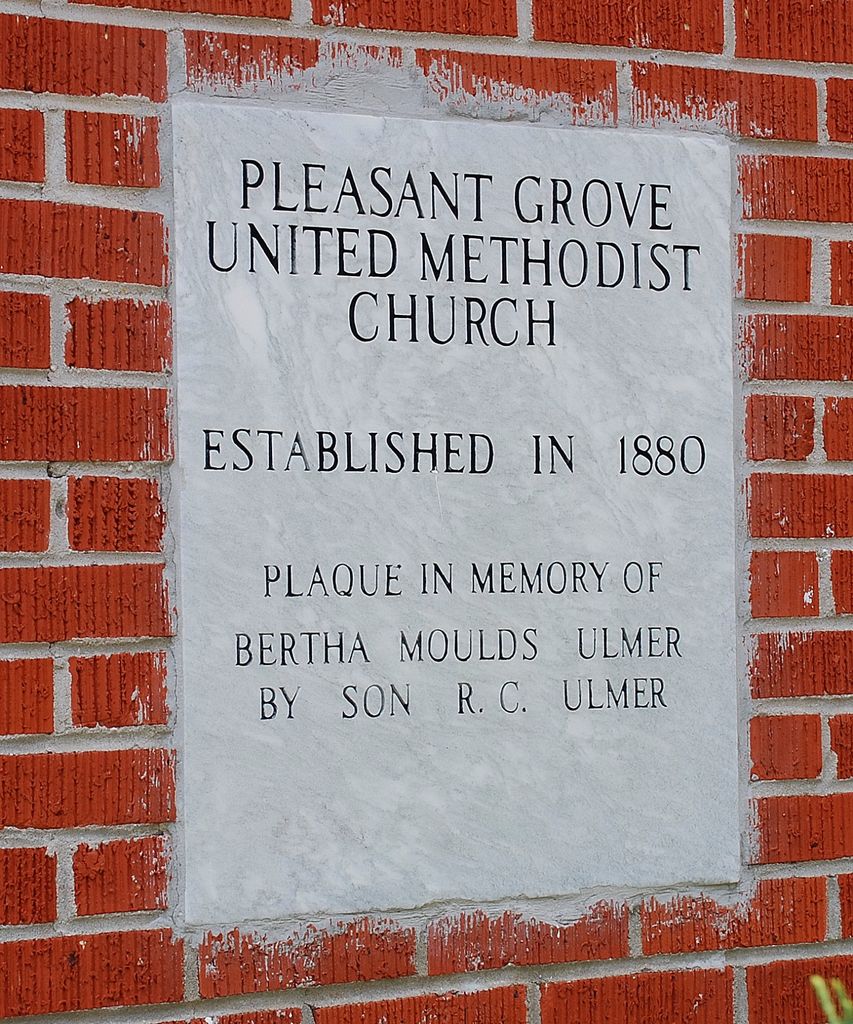 PLEASANT GROVE
UNITED METHODIST
CHURCH
ESTABLISHED IN 1880
PLAQUE IN MEMORY OF
BERTHA MOULDS ULMER
BY SON R. C. ULMER